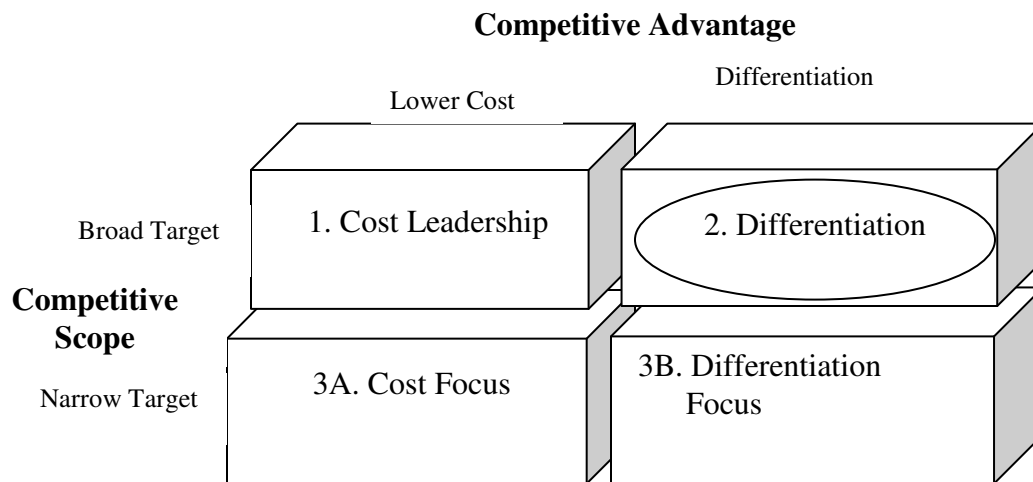 Competitive Advantage
Differentiation
Lower Cost
1. Cost Leadership
2. Differentiation
Broad Target
Competitive
Scope
3A. Cost Focus
3B. Differentiation
Focus
Narrow Target